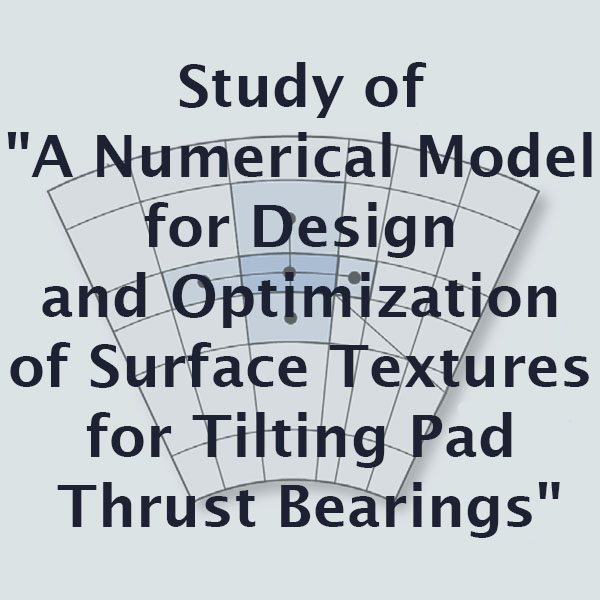 Study of
"A Numerical Model
for Design
and Optimization
of Surface Textures
for Tilting Pad
Thrust Bearings"